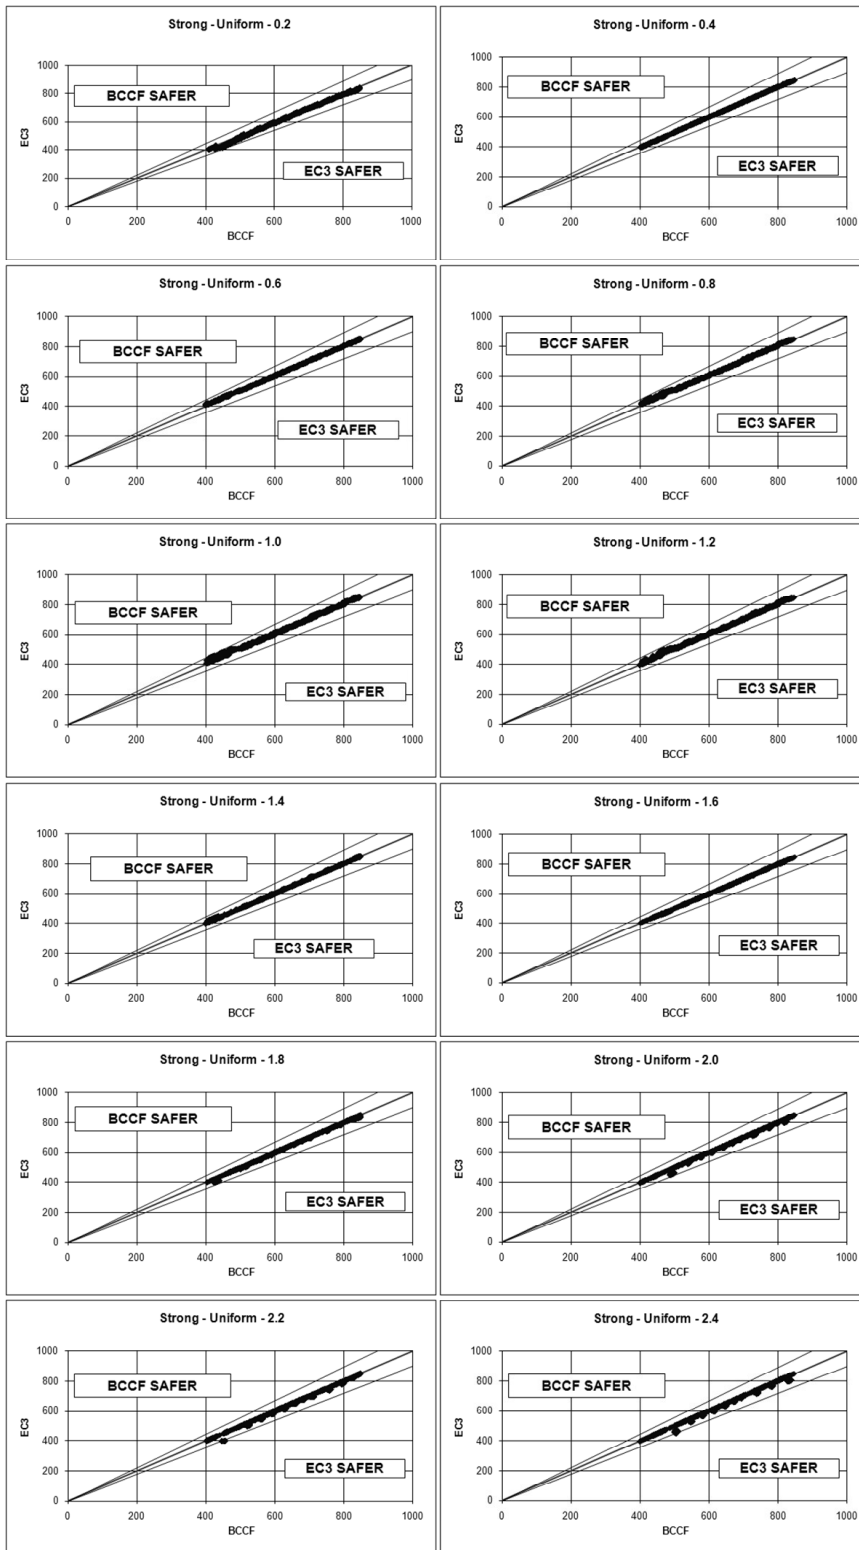 Strong - Uniform - 0.2
1000
800
600
400
200
0
EC3
BCCF SAFER
EC3 SAFER
0 200 400 600 800 1000
BCCF
Strong - Uniform - 0.4
1000
800
600
400
200
0
EC3
BCCF SAFER
EC3 SAFER
0 200 400 600 800 1000
BCCF
Strong - Uniform - 0.6
1000
800
600
400
200
0
EC3
BCCF SAFER
EC3 SAFER
0 200 400 600 800 1000
BCCF
Strong - Uniform - 0.8
1000
800
600
400
200
0
EC3
BCCF SAFER
EC3 SAFER
0 200 400 600 800 1000
BCCF
Strong - Uniform - 1.0
1000
800
600
400
200
0
EC3
BCCF SAFER
EC3 SAFER
0 200 400 600 800 1000
BCCF
Strong - Uniform - 1.2
1000
800
600
400
200
0
EC3
BCCF SAFER
EC3 SAFER
0 200 400 600 800 1000
BCCF
Strong - Uniform - 1.4
1000
800
600
400
200
0
EC3
BCCF SAFER
EC3 SAFER
0 200 400 600 800 1000
BCCF
Strong - Uniform - 1.6
1000
800
600
400
200
0
EC3
BCCF SAFER
EC3 SAFER
0 200 400 600 800 1000
BCCF
Strong - Uniform - 1.8
1000
800
600
400
200
0
EC3
BCCF SAFER
EC3 SAFER
0 200 400 600 800 1000
BCCF
Strong - Uniform - 2.0
1000
800
600
400
200
0
EC3
BCCF SAFER
EC3 SAFER
0 200 400 600 800 1000
BCCF
Strong - Uniform - 2.2
1000
800
600
400
200
0
EC3
BCCF SAFER
EC3 SAFER
0 200 400 600 800 1000
BCCF
Strong - Uniform - 2.4
1000
800
600
400
200
0
EC3
BCCF SAFER
EC3 SAFER
0 200 400 600 800 1000
BCCF